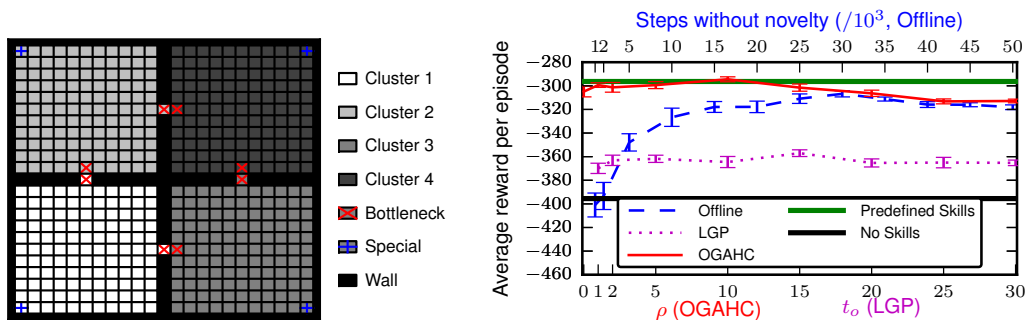 Cluster 1
Cluster 2
Cluster 3
Cluster 4
Bottleneck
Special
Wall
Steps without novelty (/10³, Offline)
1 2 5 10 15 20 25 30 35 40 45 50
Average reward per episode
−280
−300
−320
−340
−360
−380
−400
−420
−440
−460
Offline
LGP
OGAHC
Predefined Skills
No Skills
0 1 2 5 10 15 20 25 30
ρ (OGAHC) tₒ (LGP)